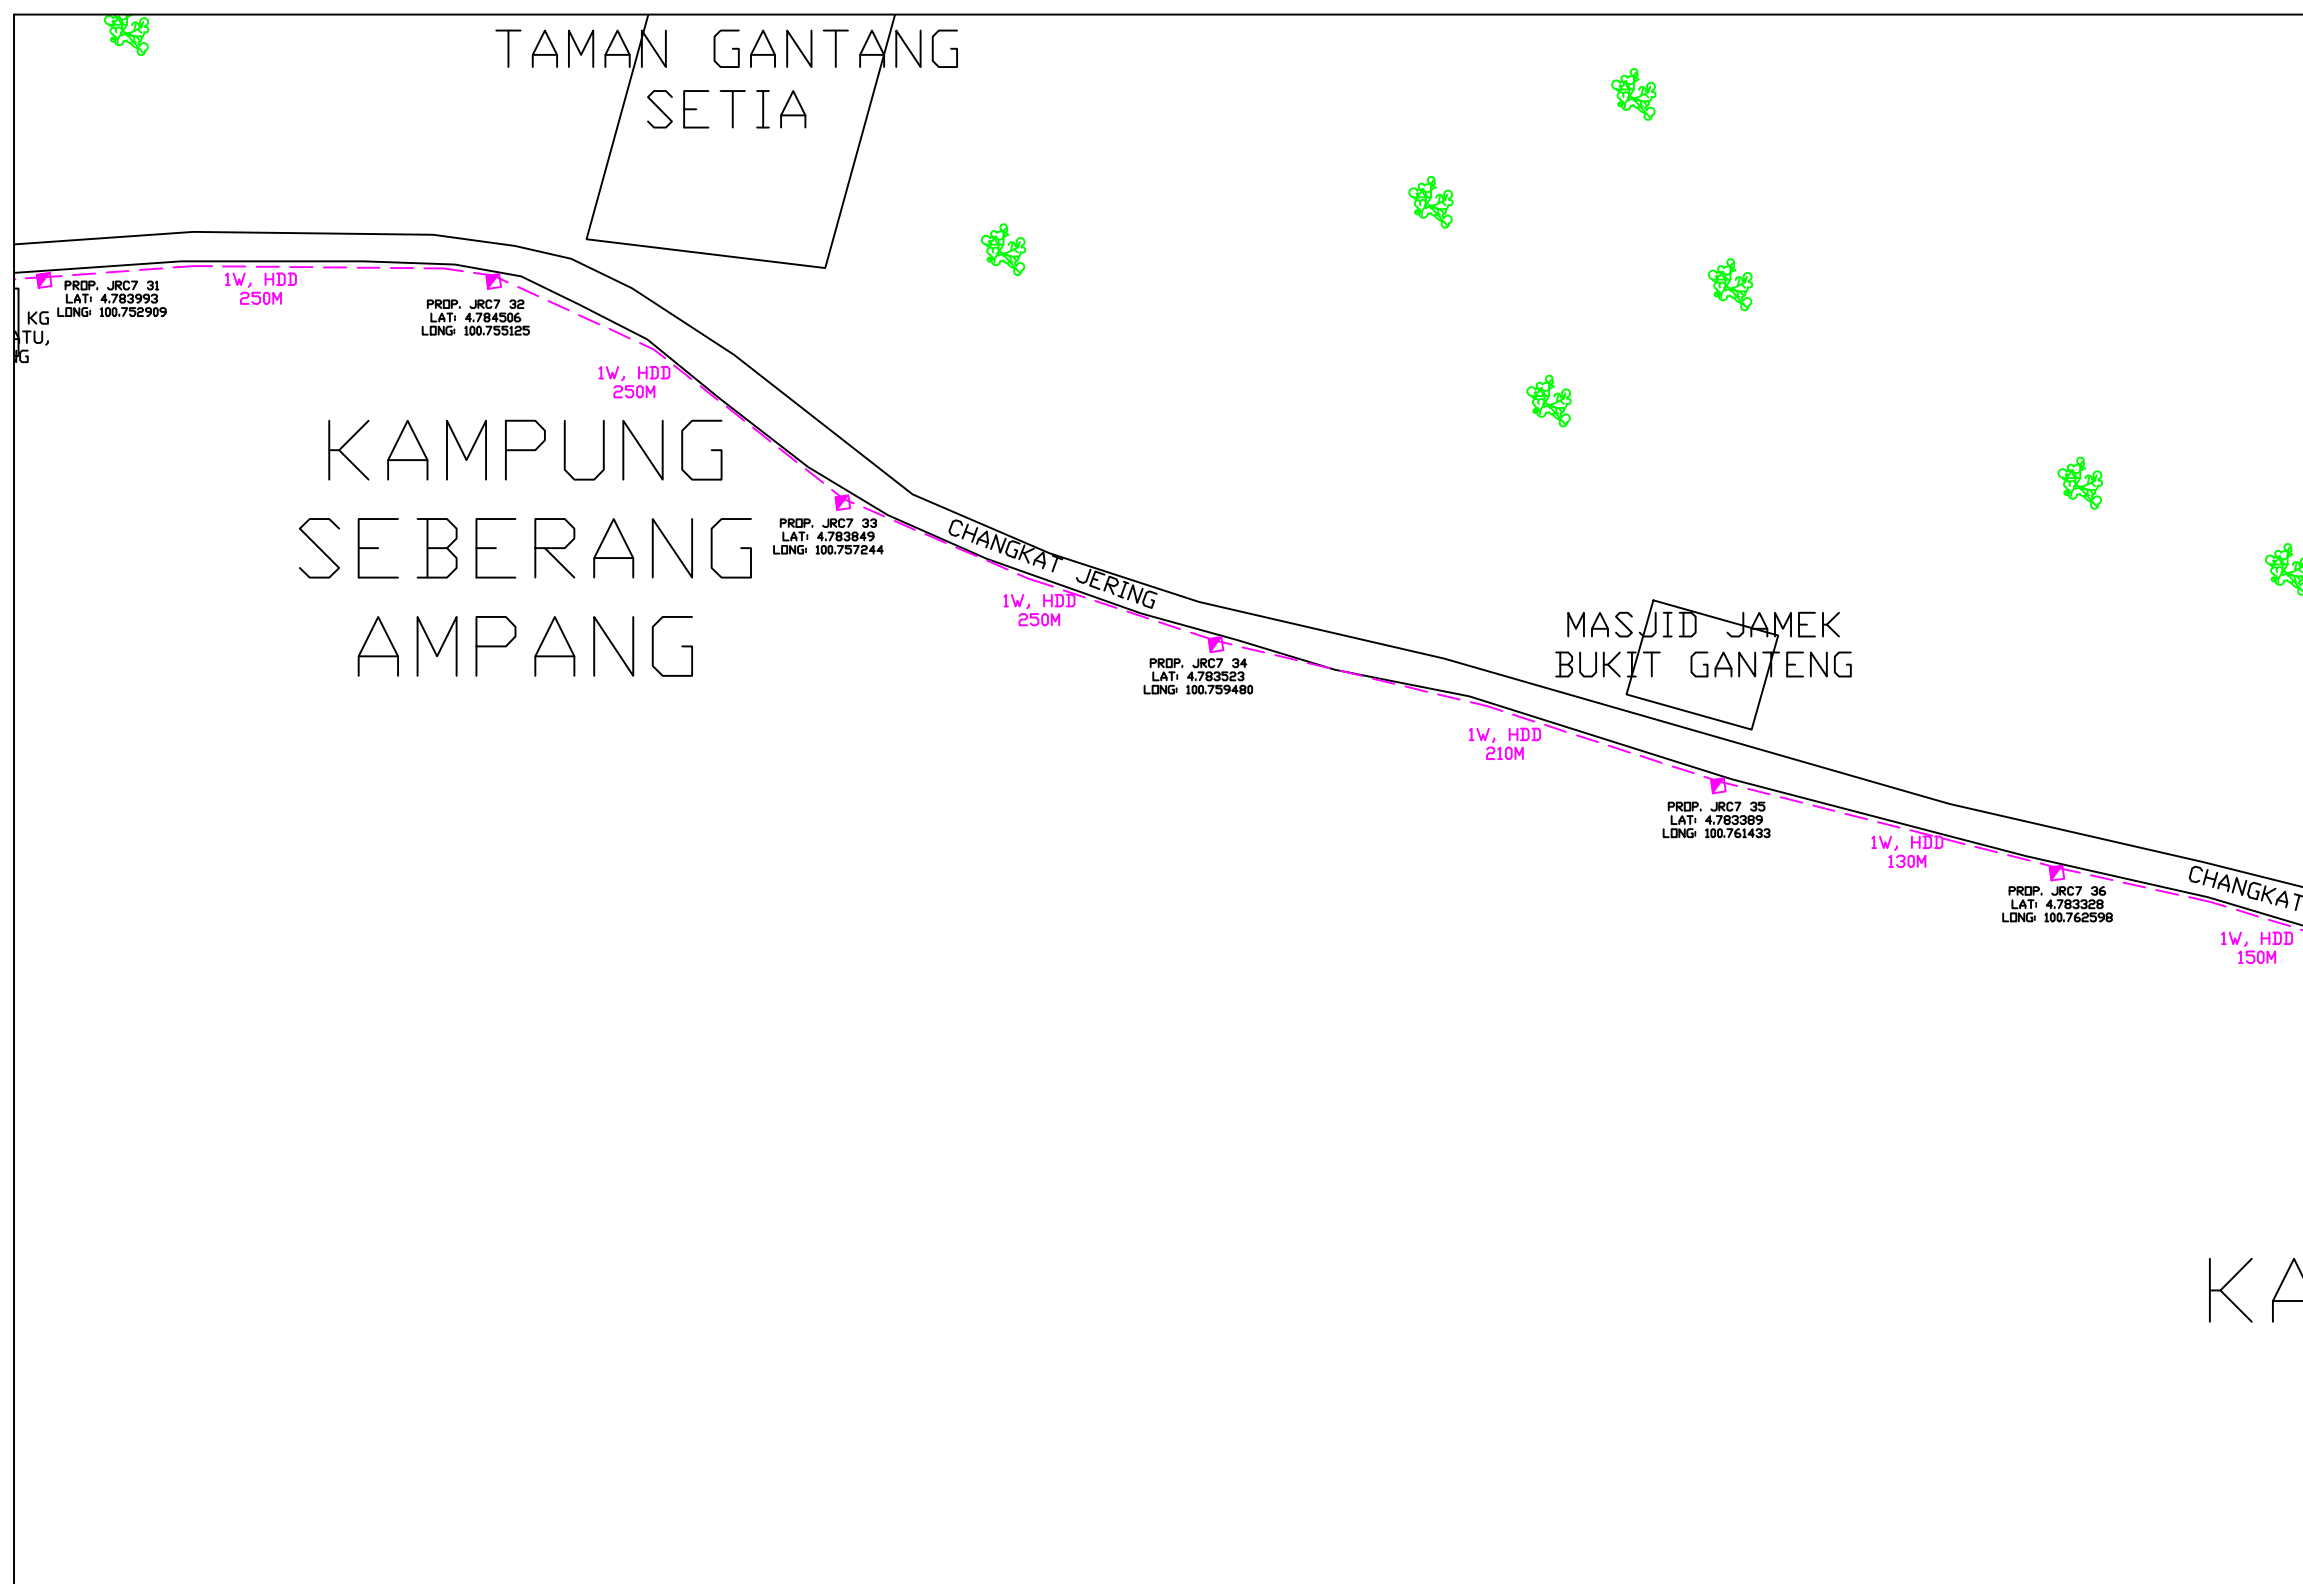 TAMAN GANTANG
SETIA
1W, HDD
250M
PROP. JRC7 31
LAT: 4.783993
LONG: 100.752909
KG
ATU,
NG
PROP. JRC7 32
LAT: 4.784506
LONG: 100.755125
1W, HDD
250M
KAMPUNG
SEBERANG
AMPANG
PROP. JRC7 33
LAT: 4.783849
LONG: 100.757244
CHANGKAT JERING
1W, HDD
250M
PROP. JRC7 34
LAT: 4.783523
LONG: 100.759480
MASJID JAMEK
BUKIT GANTENG
1W, HDD
210M
PROP. JRC7 35
LAT: 4.783389
LONG: 100.761433
1W, HDD
130M
PROP. JRC7 36
LAT: 4.783328
LONG: 100.762598
CHANGKAT
1W, HDD
150M
KA